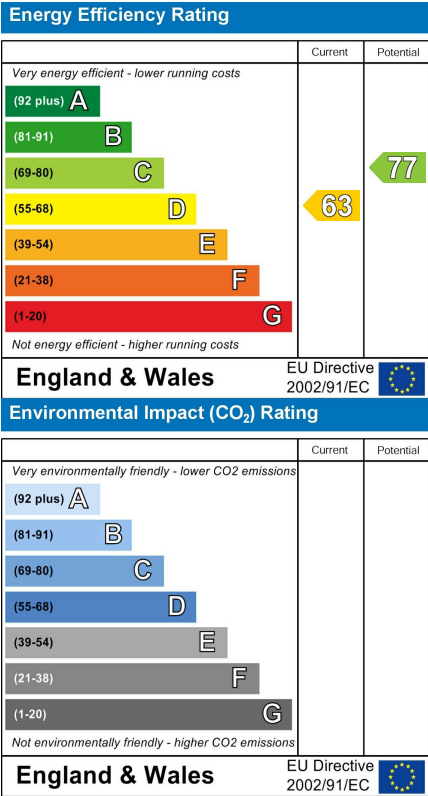 Energy Efficiency Rating
Current Potential
Very energy efficient - lower running costs
(92 plus) A
(81-91) B
(69-80) C
77
(55-68) D
63
(39-54) E
(21-38) F
(1-20) G
Not energy efficient - higher running costs
England & Wales
EU Directive
2002/91/EC
Environmental Impact (CO₂) Rating
Current Potential
Very environmentally friendly - lower CO2 emissions
(92 plus) A
(81-91) B
(69-80) C
(55-68) D
(39-54) E
(21-38) F
(1-20) G
Not environmentally friendly - higher CO2 emissions
England & Wales
EU Directive
2002/91/EC